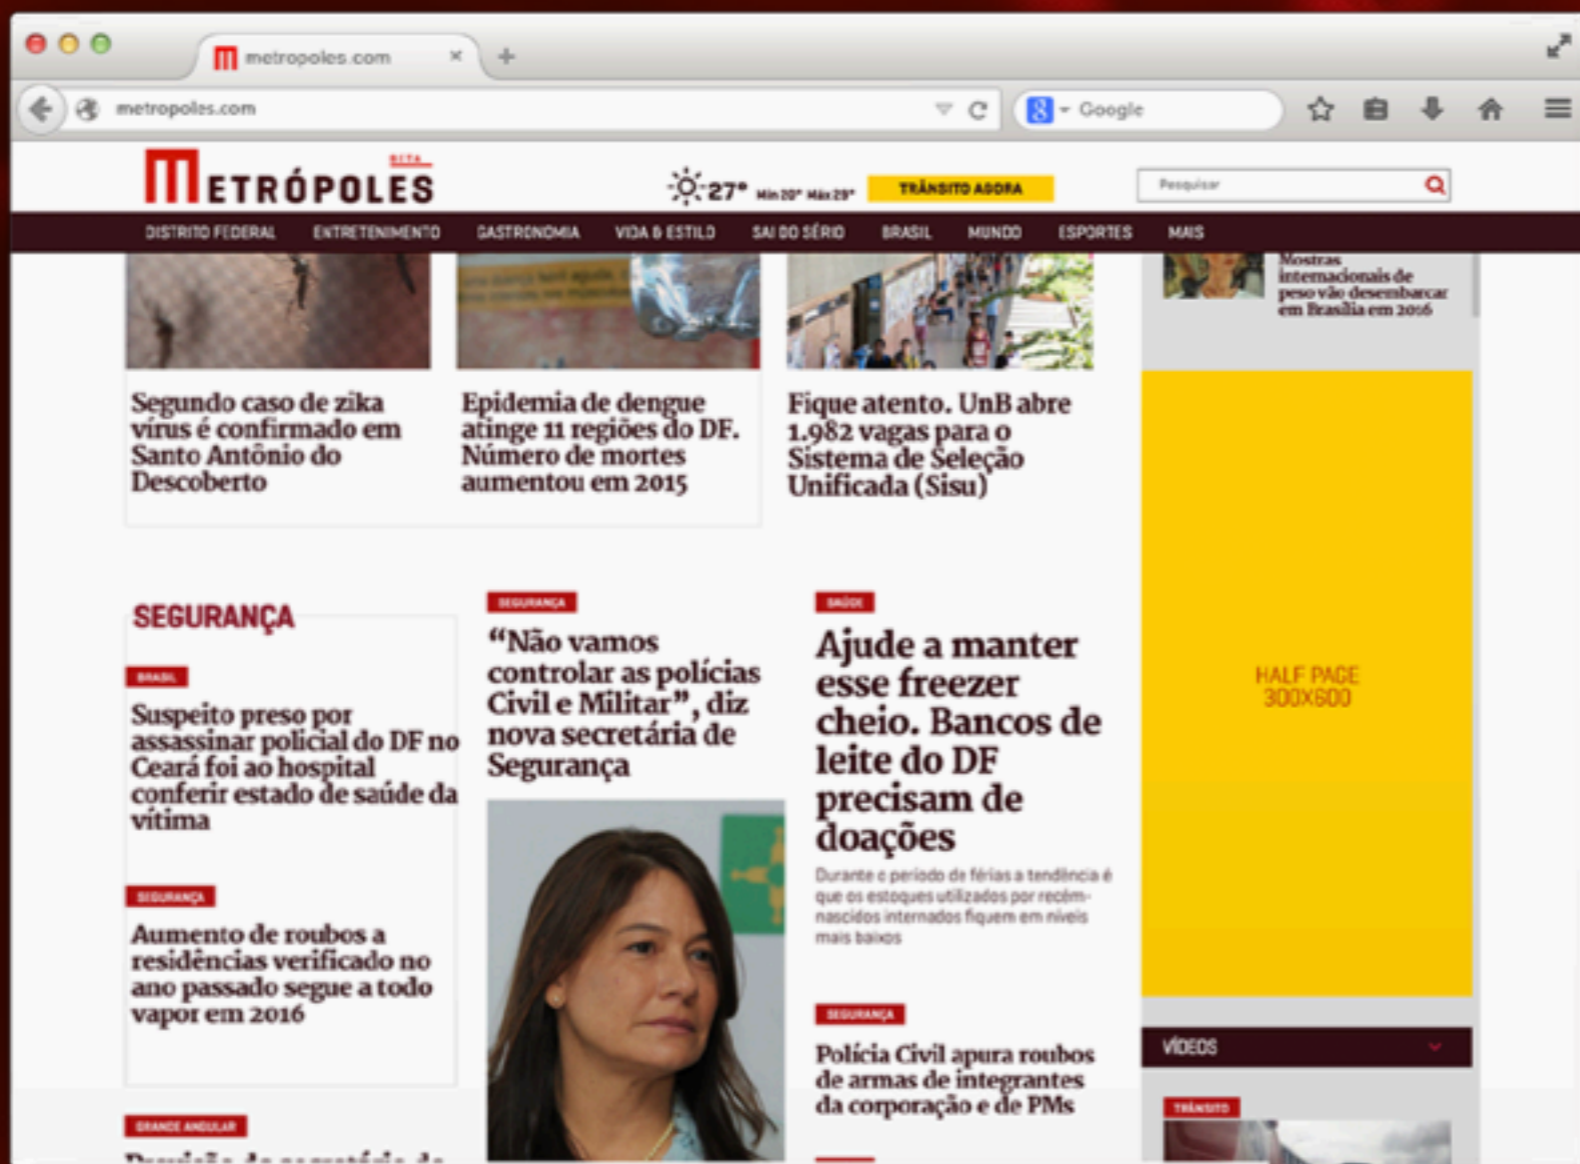 metropoles.com
metropoles.com
Google
BETA
METRÓPOLES
27° Min 20° Máx 29°
TRÂNSITO AGORA
Pesquisar
DISTRITO FEDERAL ENTRETENIMENTO GASTRONOMIA VIDA & ESTILO SAI DO SÉRIO BRASIL MUNDO ESPORTES MAIS
Mostras
internacionais de
peso vão desembarcar
em Brasília em 2016
Segundo caso de zika
vírus é confirmado em
Santo Antônio do
Descoberto
Epidemia de dengue
atinge 11 regiões do DF.
Número de mortes
aumentou em 2015
Fique atento. UnB abre
1.982 vagas para o
Sistema de Seleção
Unificada (Sisu)
SEGURANÇA
BRASIL
Suspeito preso por
assassinar policial do DF no
Ceará foi ao hospital
conferir estado de saúde da
vítima
SEGURANÇA
Aumento de roubos a
residências verificado no
ano passado segue a todo
vapor em 2016
GRANDE ANGULAR
SEGURANÇA
“Não vamos
controlar as polícias
Civil e Militar”, diz
nova secretária de
Segurança
SAÚDE
Ajude a manter
esse freezer
cheio. Bancos de
leite do DF
precisam de
doações
Durante o período de férias a tendência é
que os estoques utilizados por recém-
nascidos internados fiquem em níveis
mais baixos
SEGURANÇA
Polícia Civil apura roubos
de armas de integrantes
da corporação e de PMs
HALF PAGE
300X600
VÍDEOS
TRÂNSITO